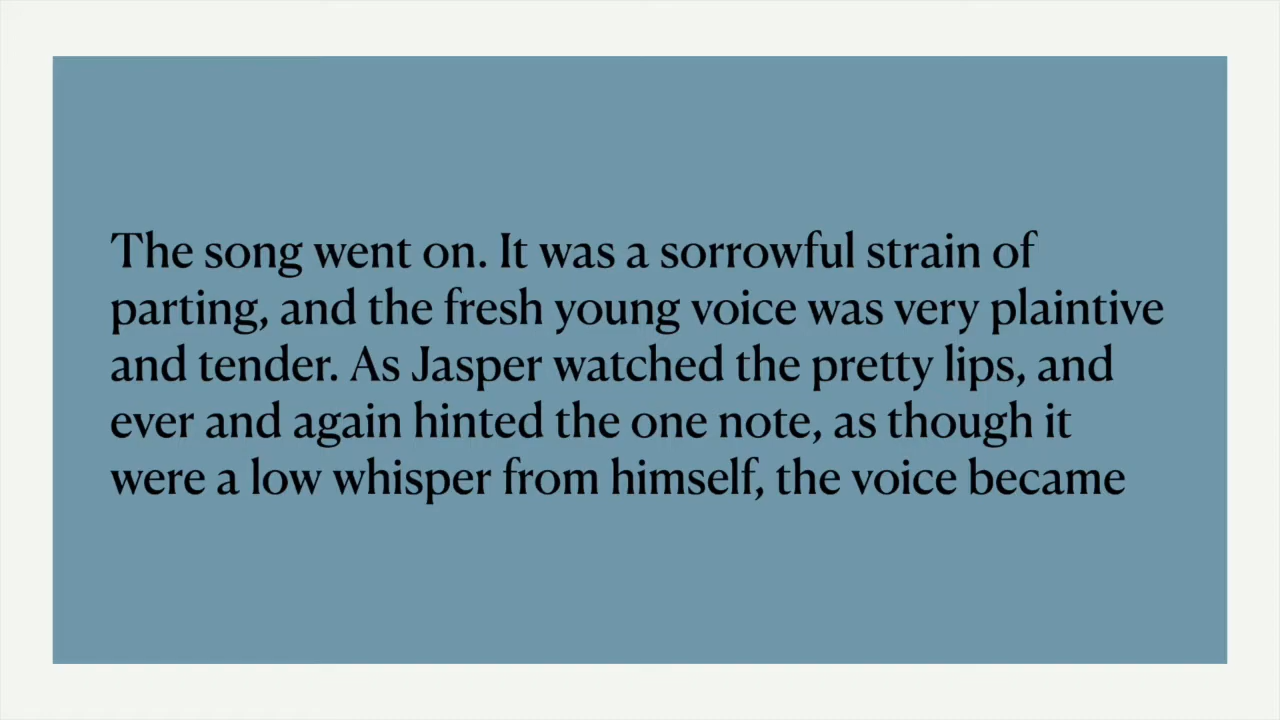 The song went on. It was a sorrowful strain of
parting, and the fresh young voice was very plaintive
and tender. As Jasper watched the pretty lips, and
ever and again hinted the one note, as though it
were a low whisper from himself, the voice became